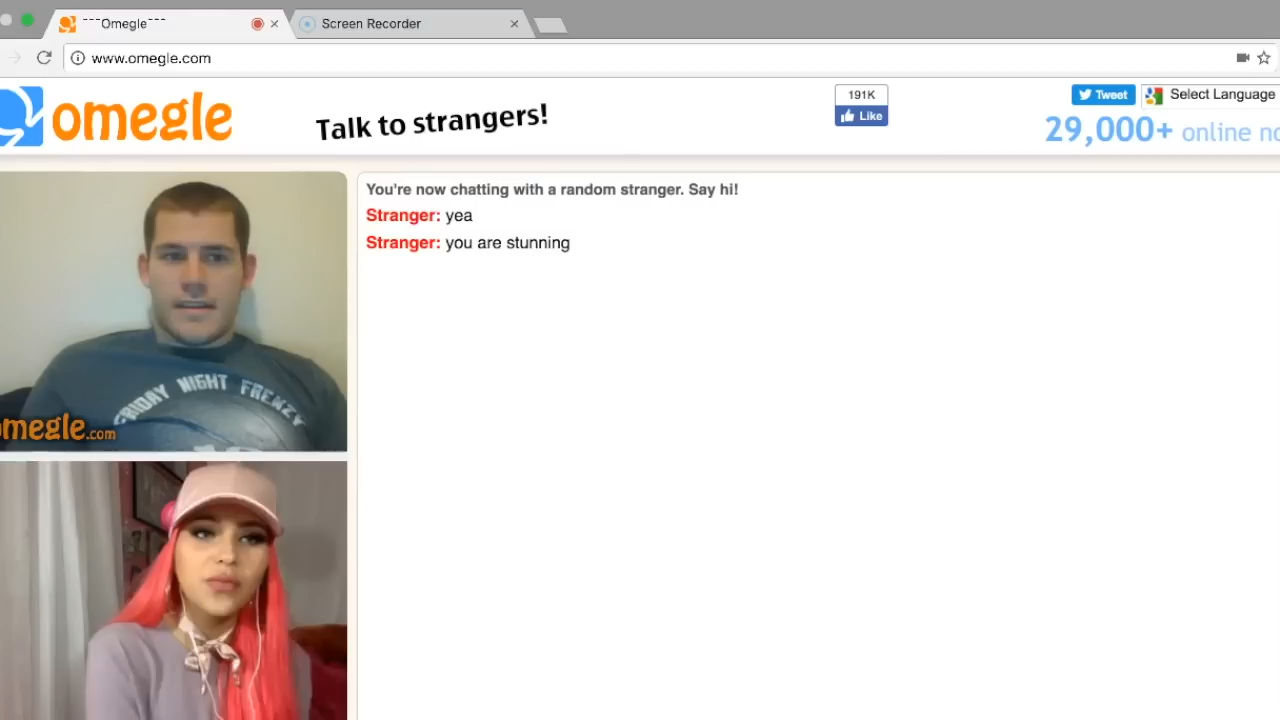 ---Omegle---
Screen Recorder
www.omegle.com
omegle
Talk to strangers!
191K
Like
Tweet
Select Language
29,000+ online
You're now chatting with a random stranger. Say hi!
Stranger: yea
Stranger: you are stunning
FRIDAY NIGHT FRENZY
omegle.com